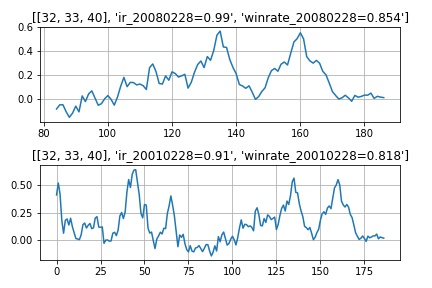 [[32, 33, 40], 'ir_20080228=0.99', 'winrate_20080228=0.854']
0.6
0.4
0.2
0.0
80 100 120 140 160 180
[[32, 33, 40], 'ir_20010228=0.91', 'winrate_20010228=0.818']
0.50
0.25
0.00
0 25 50 75 100 125 150 175